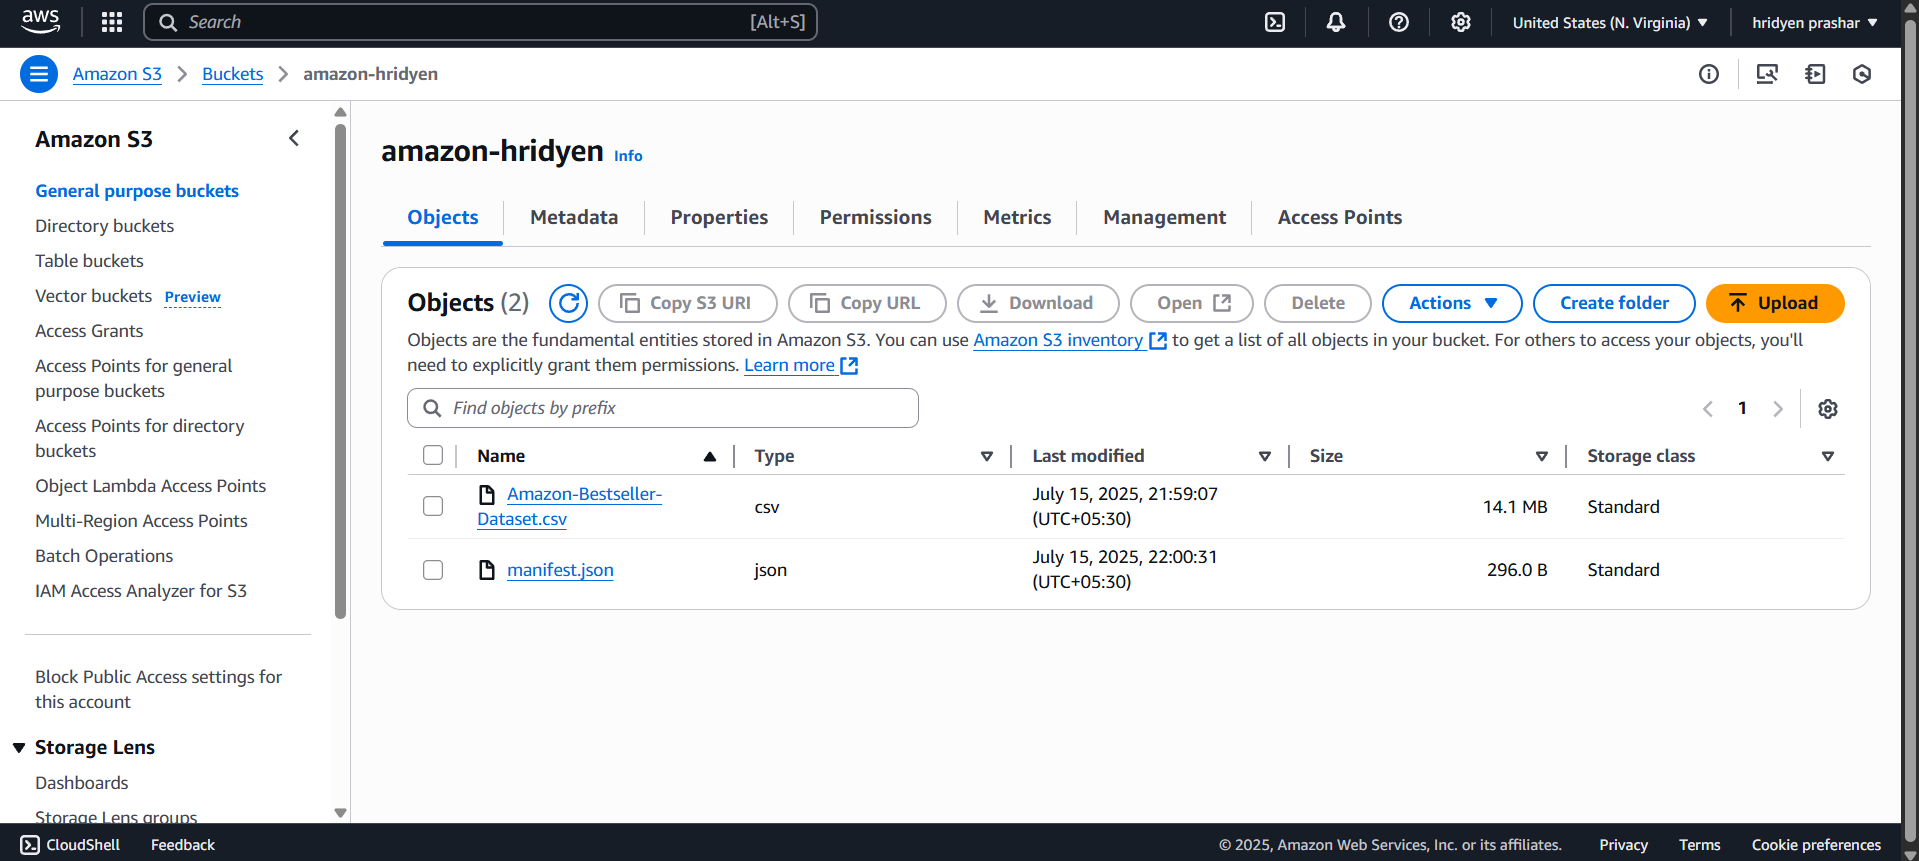 aws
Search [Alt+S]
United States (N. Virginia)
hridyen prashar
Amazon S3
Buckets
amazon-hridyen
Amazon S3
General purpose buckets
Directory buckets
Table buckets
Vector buckets Preview
Access Grants
Access Points for general
purpose buckets
Access Points for directory
buckets
Object Lambda Access Points
Multi-Region Access Points
Batch Operations
IAM Access Analyzer for S3
Block Public Access settings for
this account
Storage Lens
Dashboards
Storage Lens groups
amazon-hridyen Info
Objects
Metadata
Properties
Permissions
Metrics
Management
Access Points
Objects (2)
Copy S3 URI
Copy URL
Download
Open
Delete
Actions
Create folder
Upload
Objects are the fundamental entities stored in Amazon S3. You can use Amazon S3 inventory to get a list of all objects in your bucket. For others to access your objects, you'll
need to explicitly grant them permissions. Learn more
Find objects by prefix
1
Name Type Last modified Size Storage class
Amazon-Bestseller-
Dataset.csv
csv
July 15, 2025, 21:59:07
(UTC+05:30)
14.1 MB
Standard
manifest.json
json
July 15, 2025, 22:00:31
(UTC+05:30)
296.0 B
Standard
CloudShell
Feedback
© 2025, Amazon Web Services, Inc. or its affiliates.
Privacy
Terms
Cookie preferences